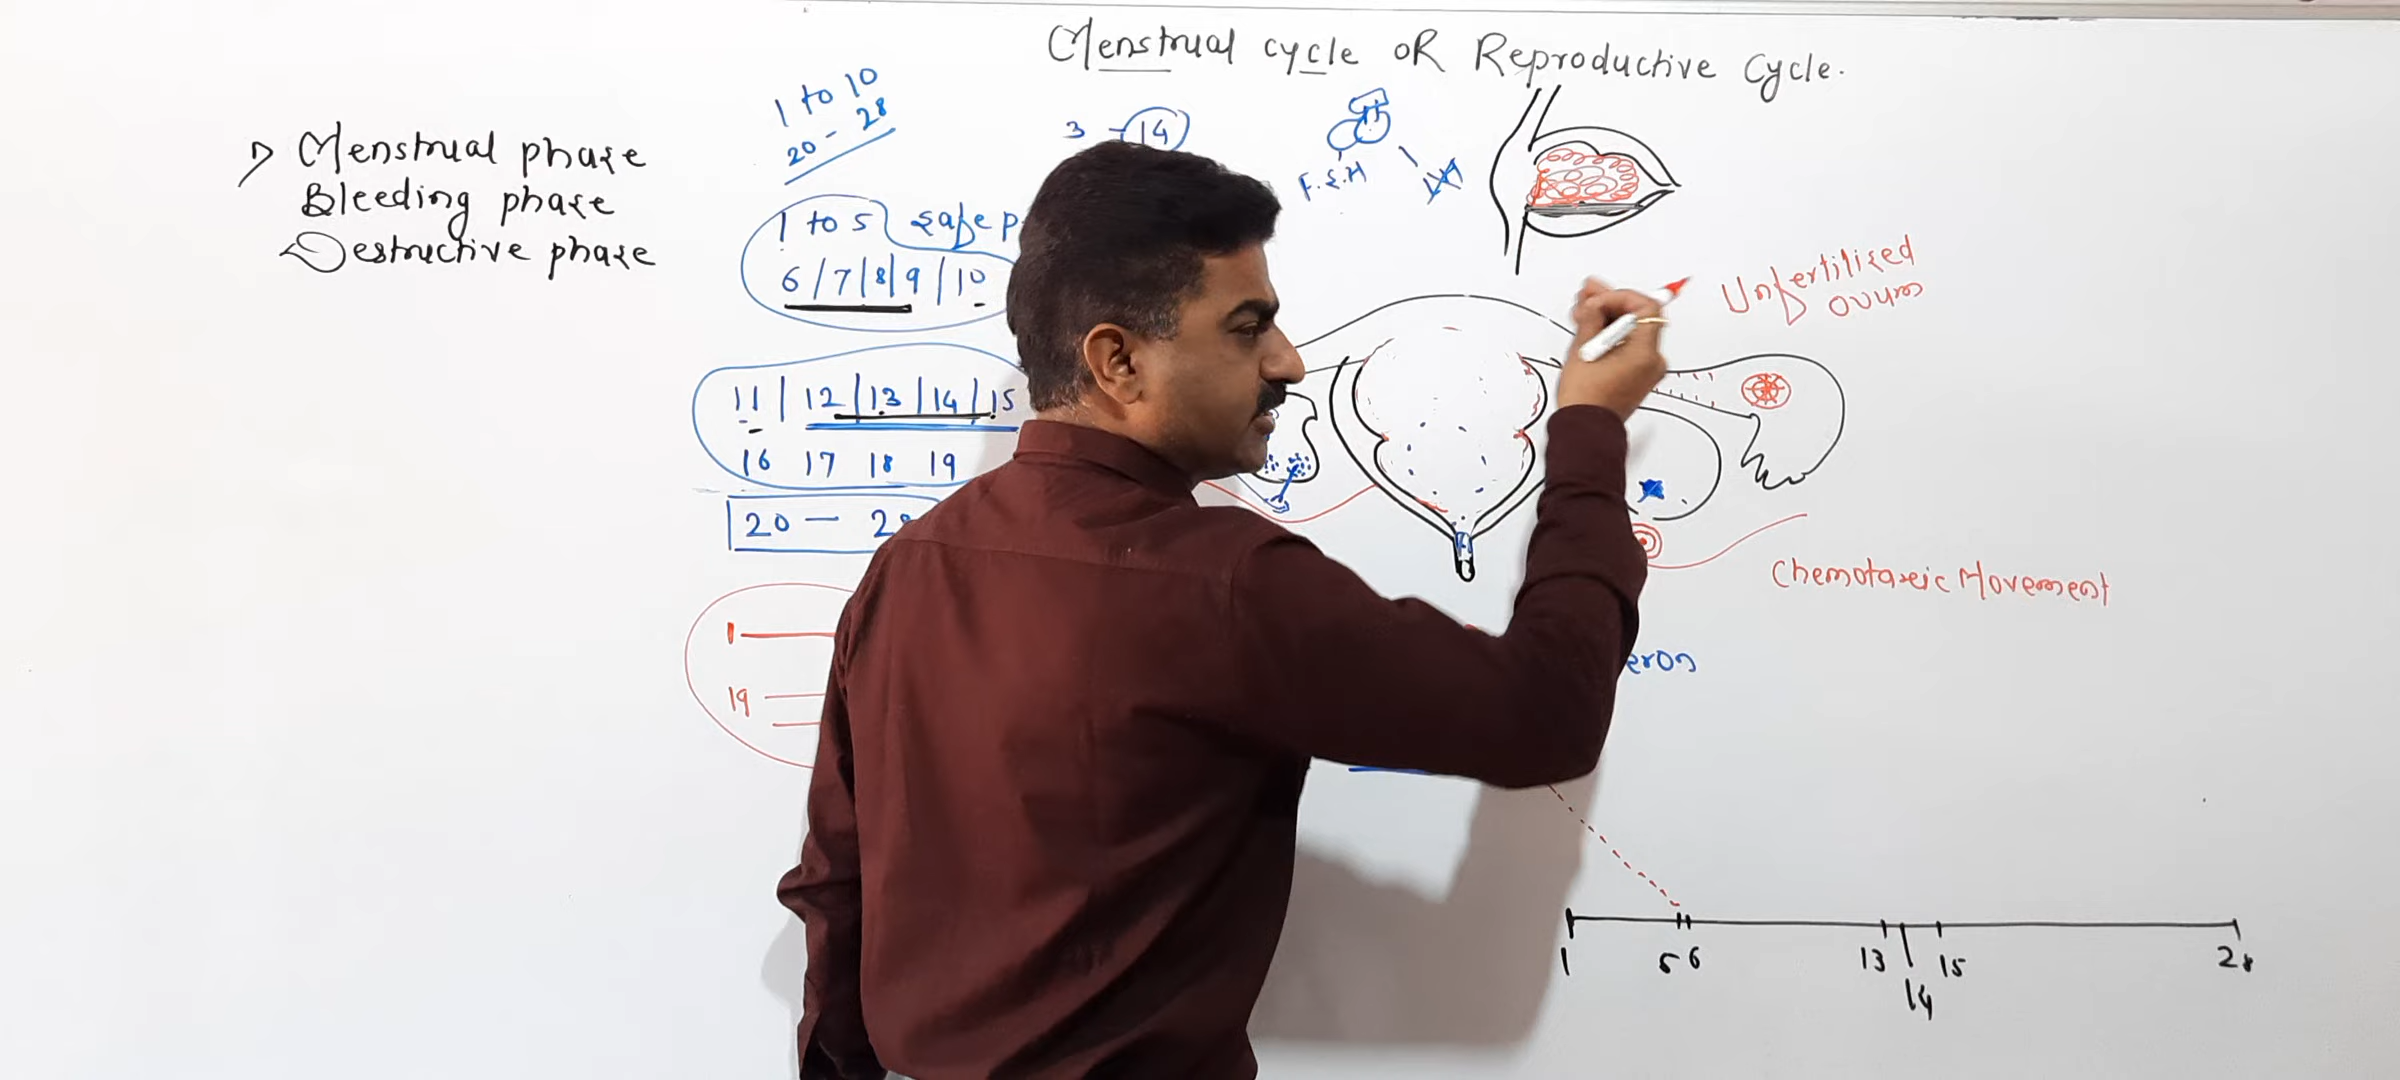 Menstrual cycle OR Reproductive Cycle.
1) Menstrual phase
Bleeding phase
Destructive phase
1 to 10
20 - 28
3 - 14
F.S.H
1 to 5 safe p
6 / 7 / 8 / 9 / 10
11 / 12 / 13 / 14 / 15
16 17 18 19
20 - 2
1
19
Unfertilised
ovum
Chemotaxic Movement
eron
1 5 6 13 14 15 28